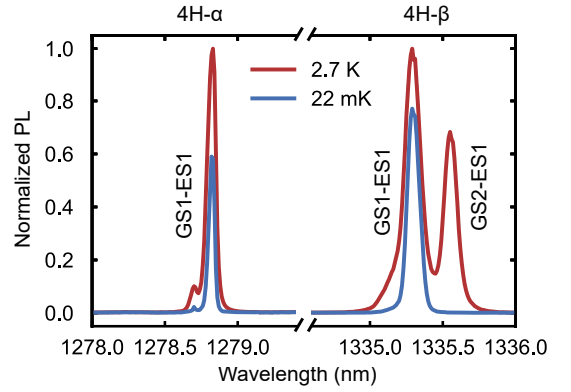 4H-α 4H-β
Normalized PL
1.0
0.8
0.6
0.4
0.2
0.0
2.7 K
22 mK
GS1-ES1
GS1-ES1
GS2-ES1
1278.0 1278.5 1279.0 1335.0 1335.5 1336.0
Wavelength (nm)